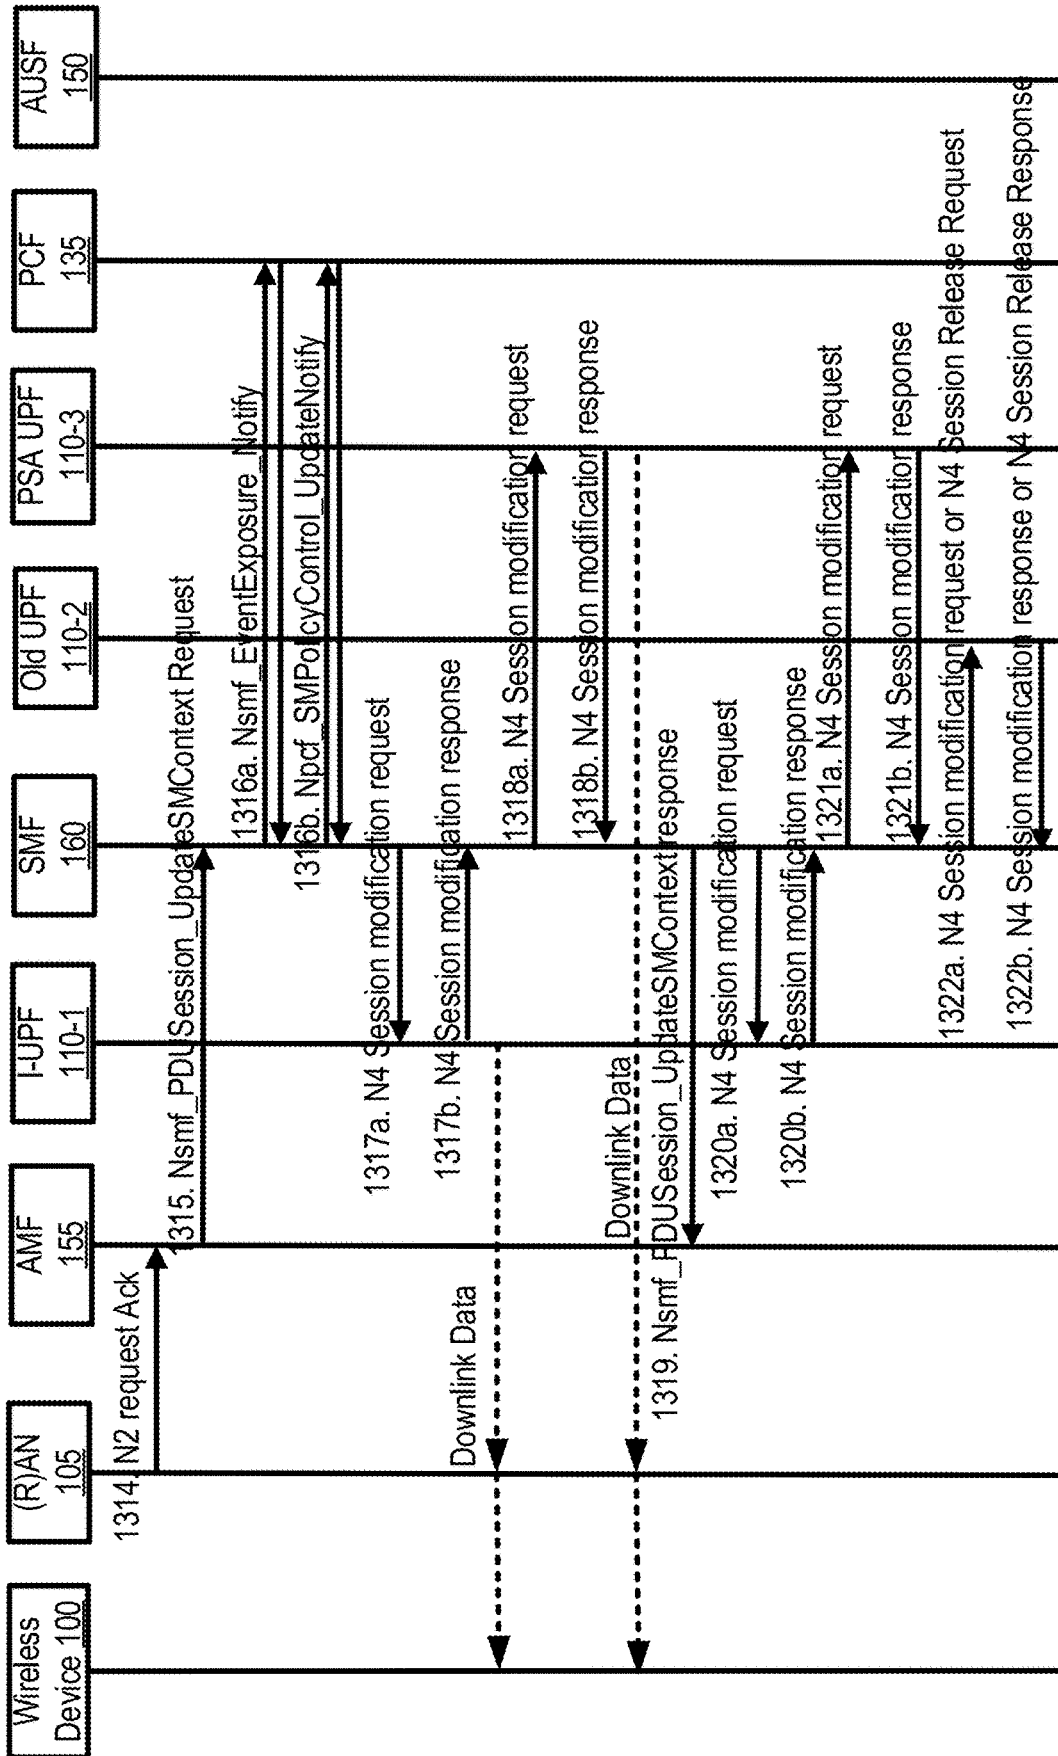 Wireless
Device 100
(R)AN
105
AMF
155
I-UPF
110-1
SMF
160
Old UPF
110-2
PSA UPF
110-3
PCF
135
AUSF
150
1314. N2 request Ack
1315. Nsmf_PDUSession_UpdateSMContext Request
1316a. Nsmf_EventExposure_Notify
1316b. Npcf_SMPolicyControl_UpdateNotify
1317a. N4 Session modification request
1317b. N4 Session modification response
Downlink Data
1318a. N4 Session modification request
1318b. N4 Session modification response
Downlink Data
1319. Nsmf_PDUSession_UpdateSMContext response
1320a. N4 Session modification request
1320b. N4 Session modification response
1321a. N4 Session modification request
1321b. N4 Session modification response
1322a. N4 Session modification request or N4 Session Release Request
1322b. N4 Session modification response or N4 Session Release Response